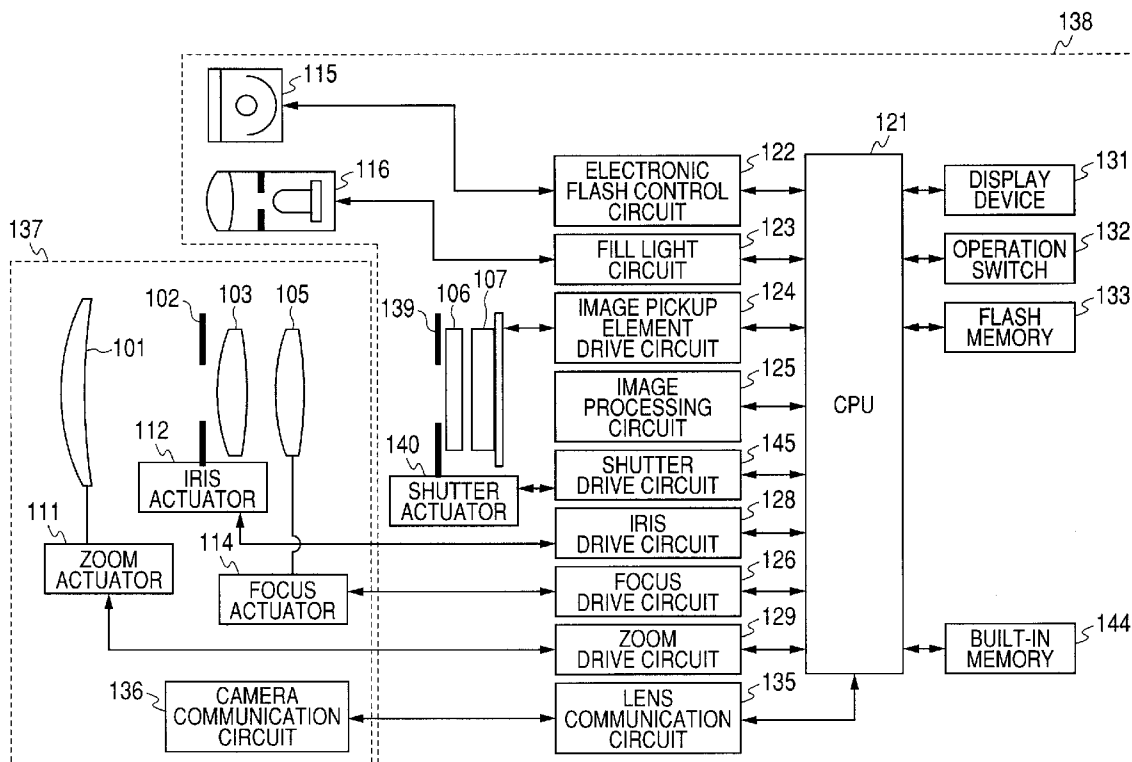 138
115
121
122
ELECTRONIC
FLASH CONTROL
CIRCUIT
131
DISPLAY
DEVICE
116
123
FILL LIGHT
CIRCUIT
132
OPERATION
SWITCH
137
102
103
105
139
106
107
124
IMAGE PICKUP
ELEMENT
DRIVE CIRCUIT
133
FLASH
MEMORY
101
125
IMAGE
PROCESSING
CIRCUIT
CPU
112
IRIS
ACTUATOR
140
SHUTTER
ACTUATOR
145
SHUTTER
DRIVE CIRCUIT
128
IRIS
DRIVE CIRCUIT
111
ZOOM
ACTUATOR
114
FOCUS
ACTUATOR
126
FOCUS
DRIVE CIRCUIT
129
ZOOM
DRIVE CIRCUIT
144
BUILT-IN
MEMORY
136
CAMERA
COMMUNICATION
CIRCUIT
135
LENS
COMMUNICATION
CIRCUIT